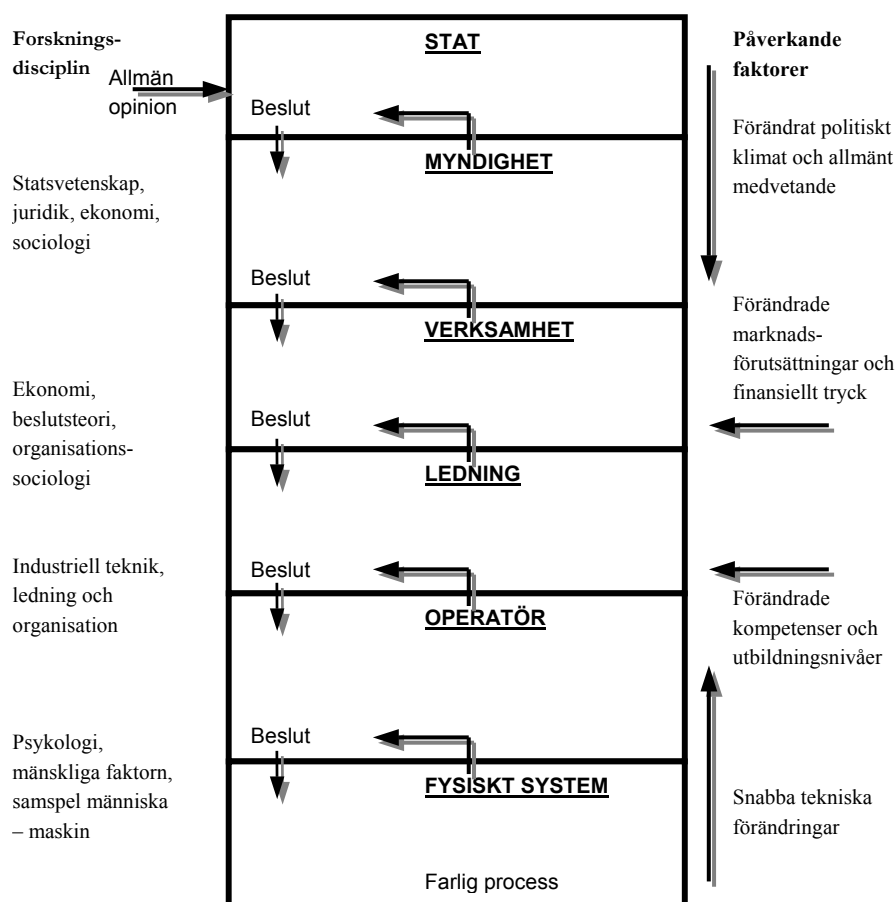 Forsknings-
disciplin
Allmän
opinion
Statsvetenskap,
juridik, ekonomi,
sociologi
Ekonomi,
beslutsteori,
organisations-
sociologi
Industriell teknik,
ledning och
organisation
Psykologi,
mänskliga faktorn,
samspel människa
– maskin
STAT
Beslut
MYNDIGHET
Beslut
VERKSAMHET
Beslut
LEDNING
Beslut
OPERATÖR
Beslut
FYSISKT SYSTEM
Farlig process
Påverkande
faktorer
Förändrat politiskt
klimat och allmänt
medvetande
Förändrade
marknads-
förutsättningar och
finansiellt tryck
Förändrade
kompetenser och
utbildningsnivåer
Snabba tekniska
förändringar